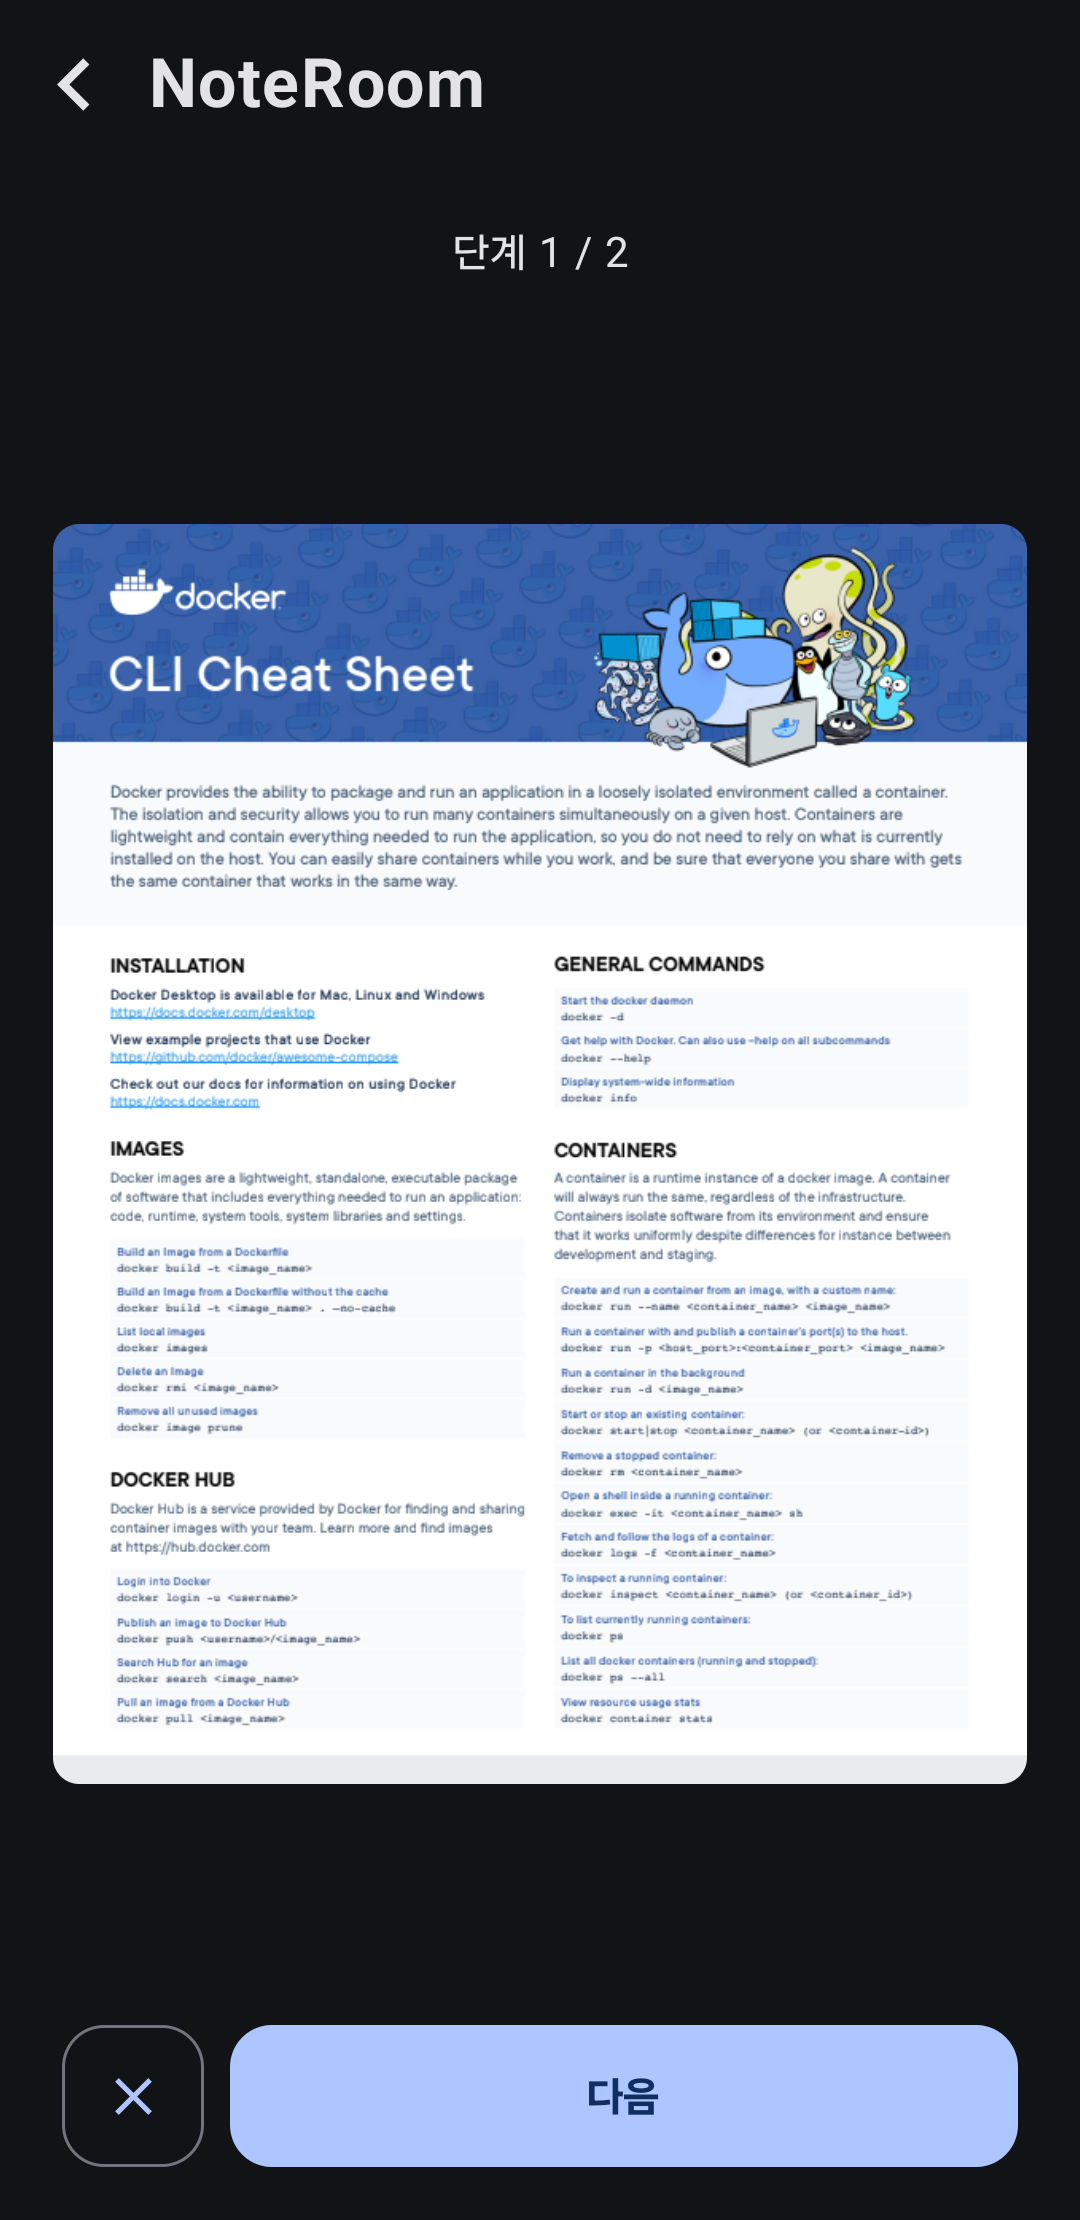 NoteRoom
단계 1 / 2
docker
CLI Cheat Sheet
Docker provides the ability to package and run an application in a loosely isolated environment called a container.
The isolation and security allows you to run many containers simultaneously on a given host. Containers are
lightweight and contain everything needed to run the application, so you do not need to rely on what is currently
installed on the host. You can easily share containers while you work, and be sure that everyone you share with gets
the same container that works in the same way.
INSTALLATION
Docker Desktop is available for Mac, Linux and Windows
https://docs.docker.com/desktop
View example projects that use Docker
https://github.com/docker/awesome-compose
Check out our docs for information on using Docker
https://docs.docker.com
IMAGES
Docker images are a lightweight, standalone, executable package
of software that includes everything needed to run an application:
code, runtime, system tools, system libraries and settings.
Build an Image from a Dockerfile
docker build -t <image_name>
Build an Image from a Dockerfile without the cache
docker build -t <image_name> . –no-cache
List local images
docker images
Delete an Image
docker rmi <image_name>
Remove all unused images
docker image prune
DOCKER HUB
Docker Hub is a service provided by Docker for finding and sharing
container images with your team. Learn more and find images
at https://hub.docker.com
Login into Docker
docker login -u <username>
Publish an image to Docker Hub
docker push <username>/<image_name>
Search Hub for an image
docker search <image_name>
Pull an image from a Docker Hub
docker pull <image_name>
GENERAL COMMANDS
Start the docker daemon
docker -d
Get help with Docker. Can also use –help on all subcommands
docker --help
Display system-wide information
docker info
CONTAINERS
A container is a runtime instance of a docker image. A container
will always run the same, regardless of the infrastructure.
Containers isolate software from its environment and ensure
that it works uniformly despite differences for instance between
development and staging.
Create and run a container from an image, with a custom name:
docker run --name <container_name> <image_name>
Run a container with and publish a container's port(s) to the host.
docker run -p <host_port>:<container_port> <image_name>
Run a container in the background
docker run -d <image_name>
Start or stop an existing container:
docker start|stop <container_name> (or <container-id>)
Remove a stopped container:
docker rm <container_name>
Open a shell inside a running container:
docker exec -it <container_name> sh
Fetch and follow the logs of a container:
docker logs -f <container_name>
To inspect a running container:
docker inspect <container_name> (or <container_id>)
To list currently running containers:
docker ps
List all docker containers (running and stopped):
docker ps --all
View resource usage stats
docker container stats
다음